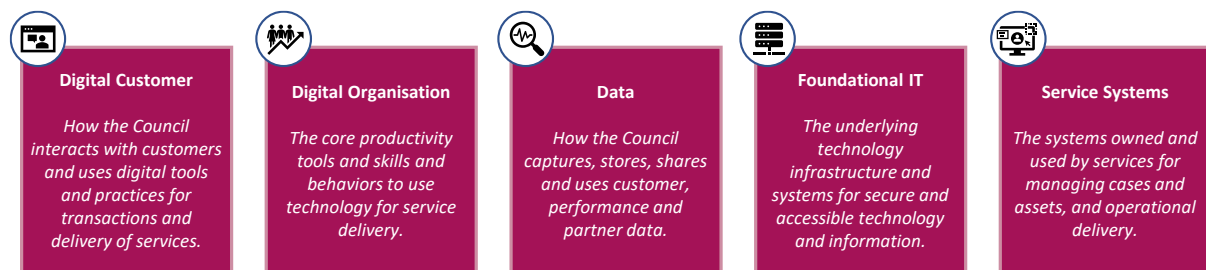 Digital Customer
How the Council
interacts with customers
and uses digital tools
and practices for
transactions and
delivery of services.
Digital Organisation
The core productivity
tools and skills and
behaviors to use
technology for service
delivery.
Data
How the Council
captures, stores, shares
and uses customer,
performance and
partner data.
Foundational IT
The underlying
technology
infrastructure and
systems for secure and
accessible technology
and information.
Service Systems
The systems owned and
used by services for
managing cases and
assets, and operational
delivery.